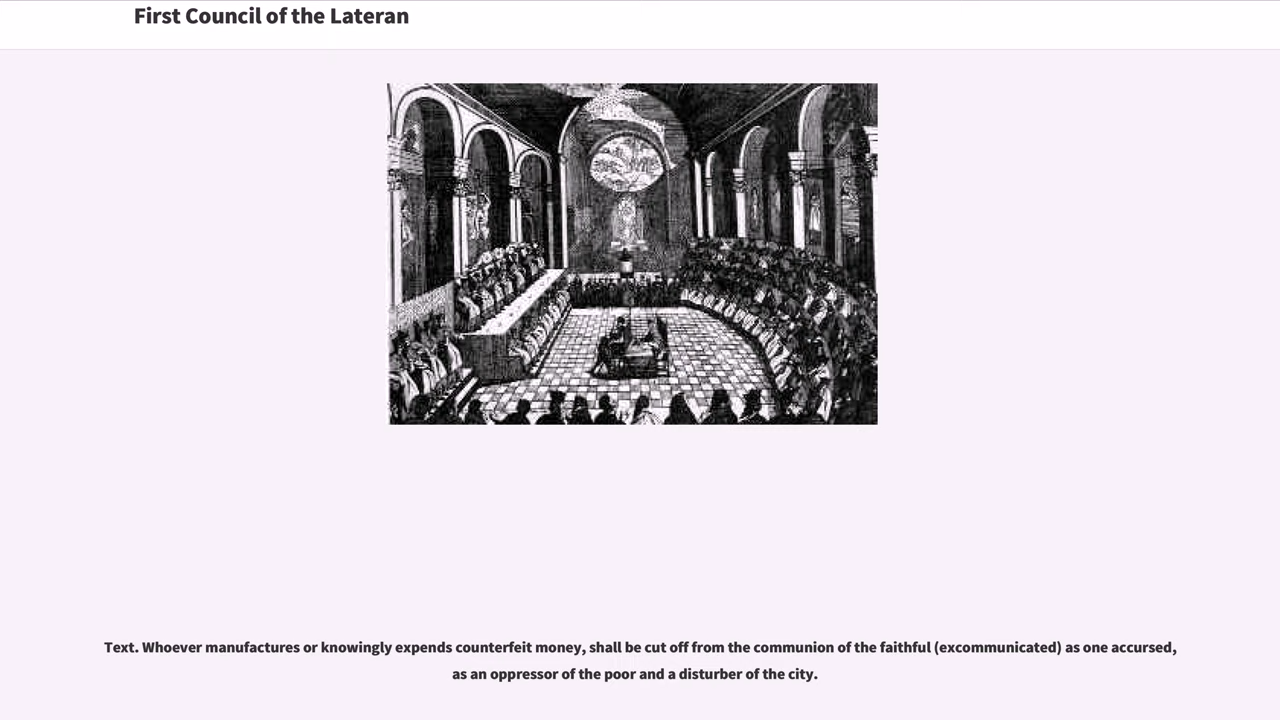 First Council of the Lateran
Text. Whoever manufactures or knowingly expends counterfeit money, shall be cut off from the communion of the faithful (excommunicated) as one accursed,
as an oppressor of the poor and a disturber of the city.